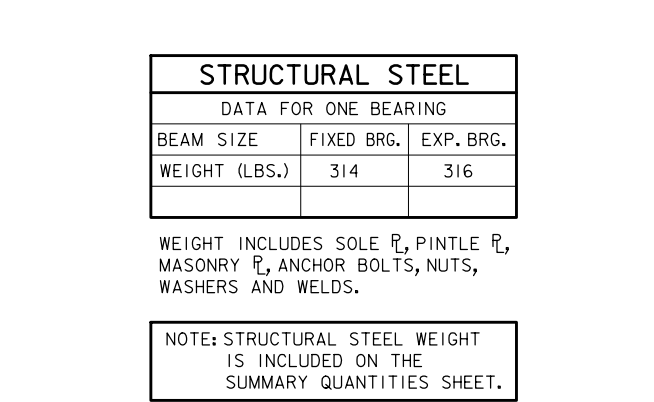 STRUCTURAL STEEL
DATA FOR ONE BEARING
BEAM SIZE FIXED BRG. EXP. BRG.
WEIGHT (LBS.) 314 316
WEIGHT INCLUDES SOLE ⅊, PINTLE ⅊,
MASONRY ⅊, ANCHOR BOLTS, NUTS,
WASHERS AND WELDS.
NOTE: STRUCTURAL STEEL WEIGHT
IS INCLUDED ON THE
SUMMARY QUANTITIES SHEET.